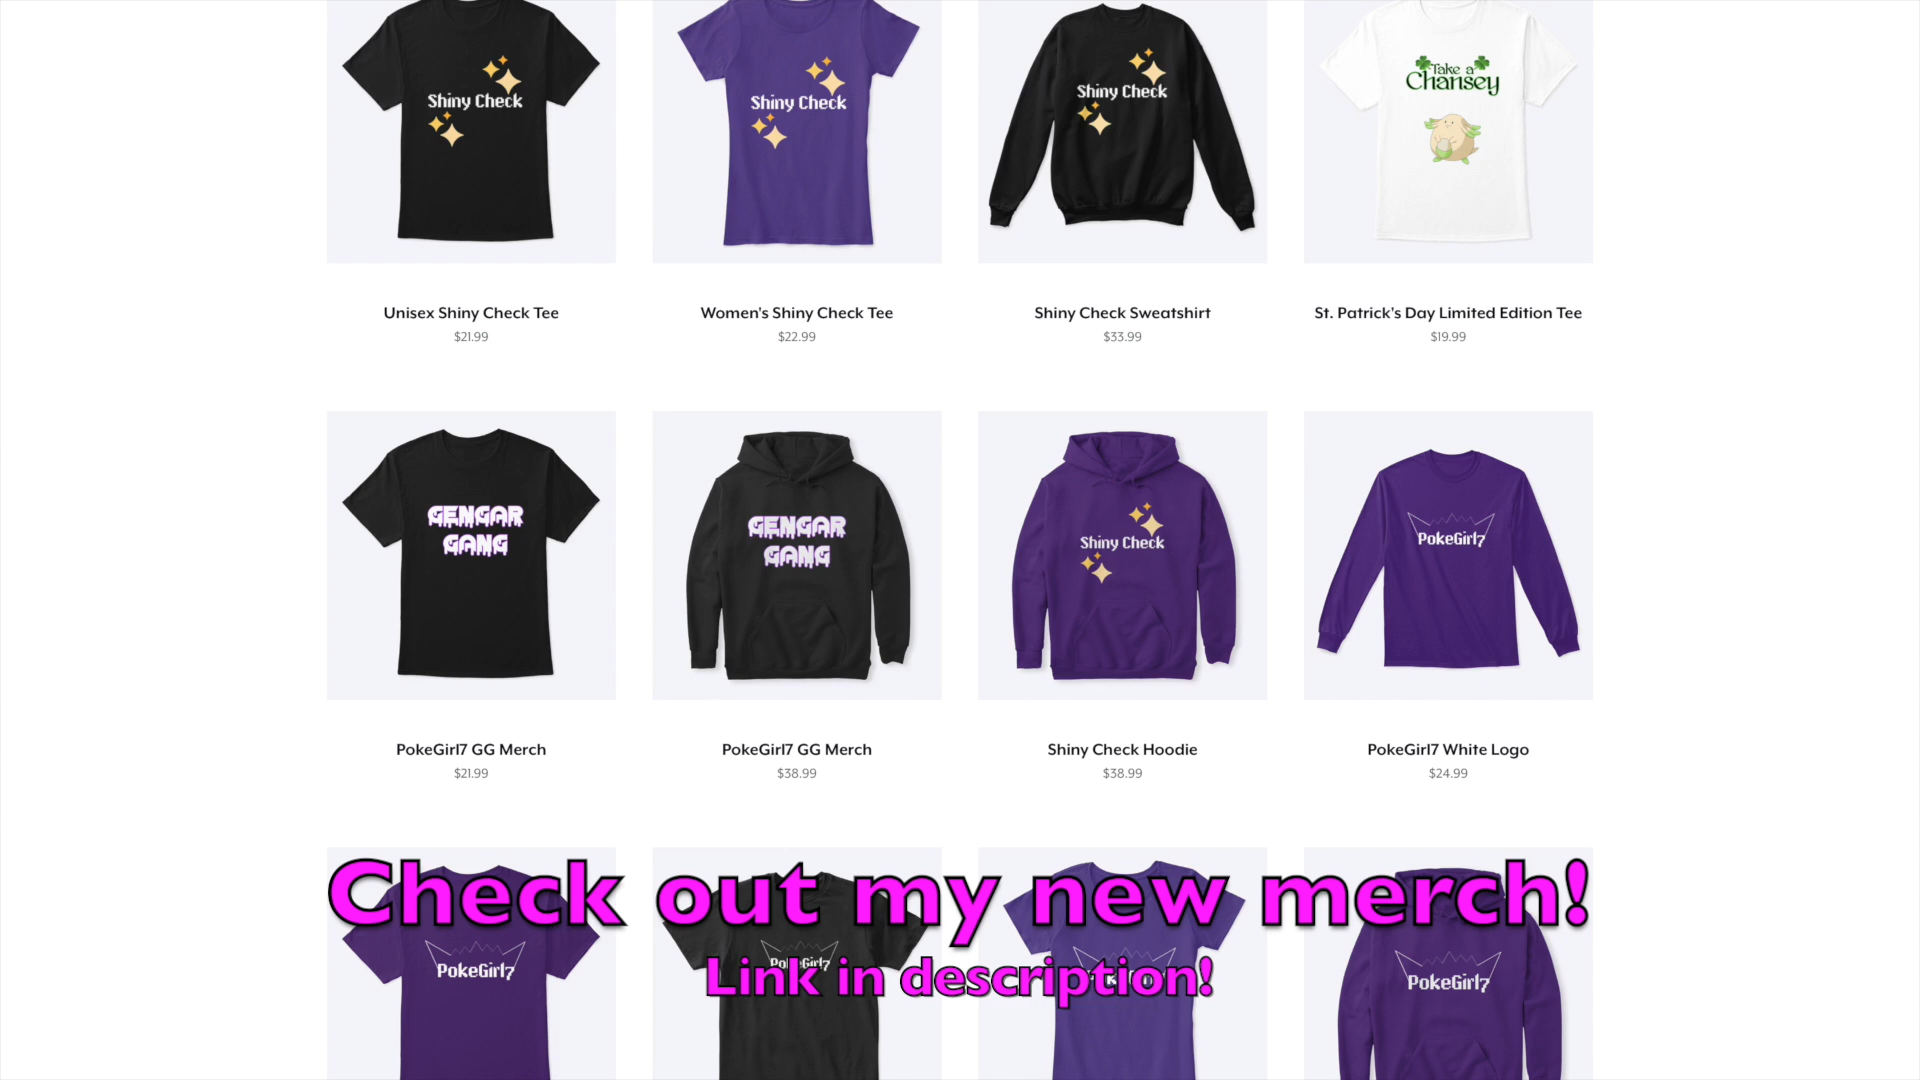 Shiny Check
Shiny Check
Shiny Check
Take a
Chansey
Unisex Shiny Check Tee
$21.99
Women's Shiny Check Tee
$22.99
Shiny Check Sweatshirt
$33.99
St. Patrick's Day Limited Edition Tee
$19.99
GENGAR
GANG
GENGAR
GANG
Shiny Check
PokeGirl7
PokeGirl7 GG Merch
$21.99
PokeGirl7 GG Merch
$38.99
Shiny Check Hoodie
$38.99
PokeGirl7 White Logo
$24.99
Check out my new merch!
PokeGirl7
PokeGirl7
PokeGirl7
Link in description!